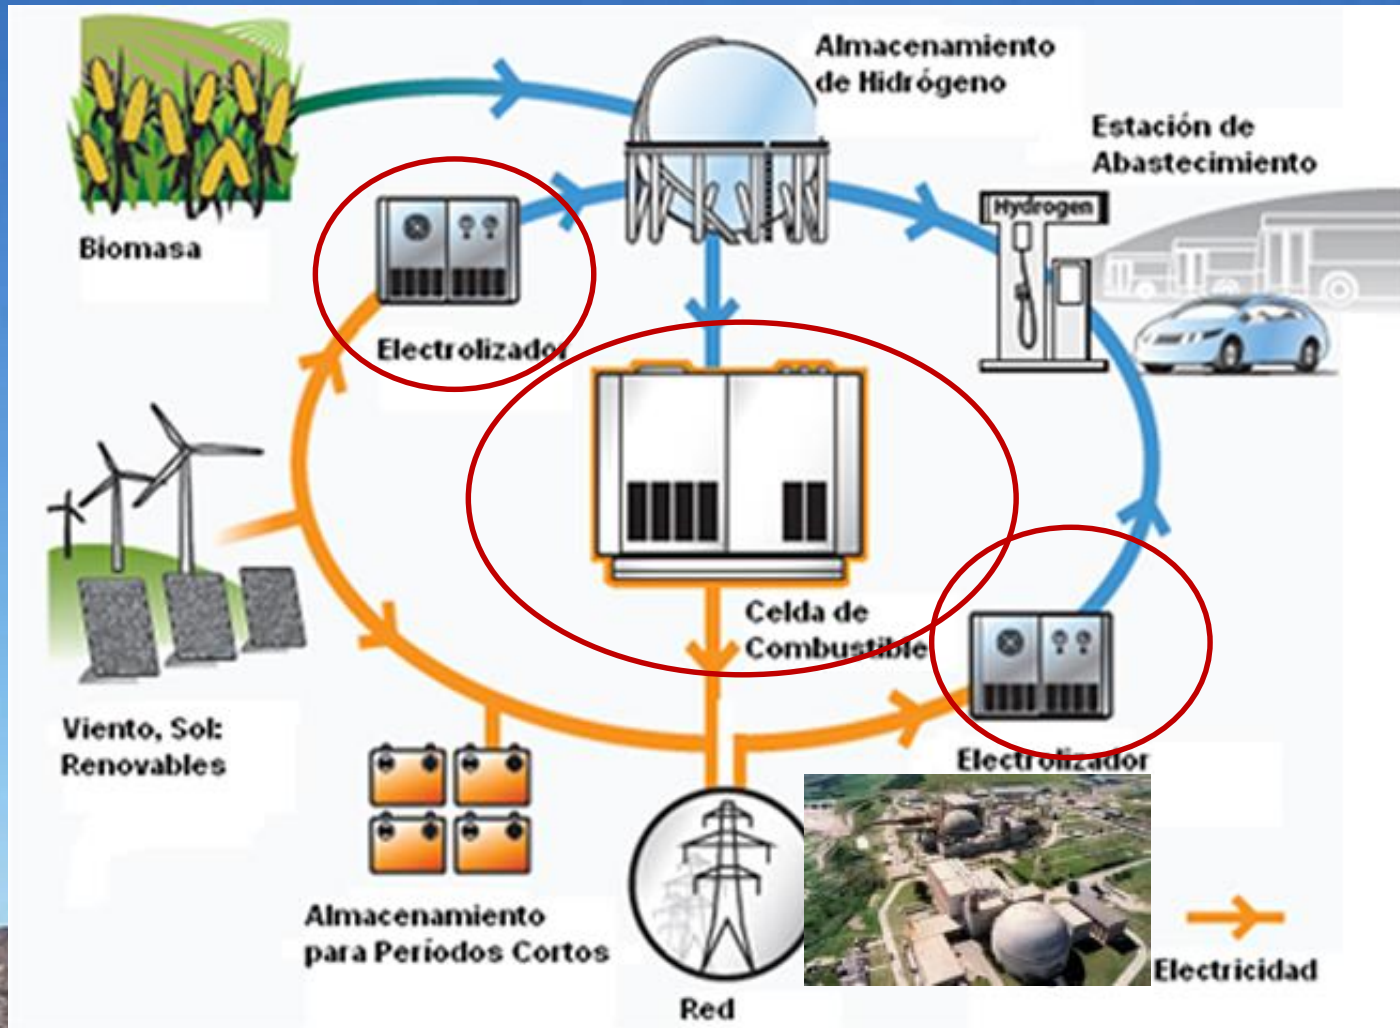 Almacenamiento
de Hidrógeno
Estación de
Abastecimiento
Hydrogen
Biomasa
Electrolizador
Celda de
Combustible
Viento, Sol:
Renovables
Electrolizador
Almacenamiento
para Períodos Cortos
Electricidad
Red